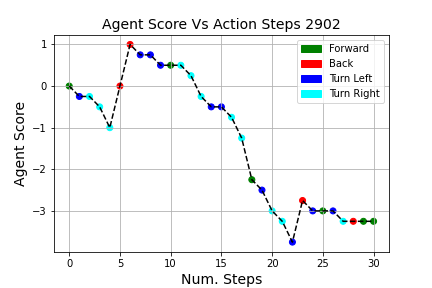 Agent Score Vs Action Steps 2902
Agent Score
1
0
−1
−2
−3
Forward
Back
Turn Left
Turn Right
0 5 10 15 20 25 30
Num. Steps